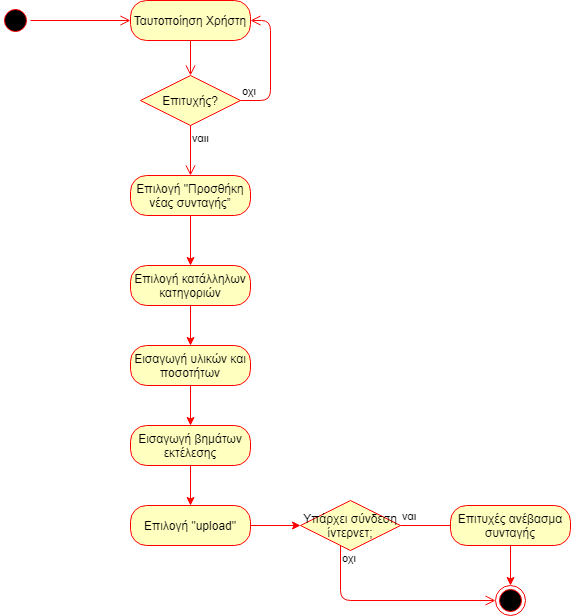 Ταυτοποίηση Χρήστη
οχι
Επιτυχής?
ναιι
Επιλογή "Προσθήκη
νέας συνταγής"
Επιλογή κατάλληλων
κατηγοριών
Εισαγωγή υλικών και
ποσοτήτων
Εισαγωγή βημάτων
εκτέλεσης
Επιλογή "upload"
Υπάρχει σύνδεση
ίντερνετ;
ναι
οχι
Επιτυχές ανέβασμα
συνταγής